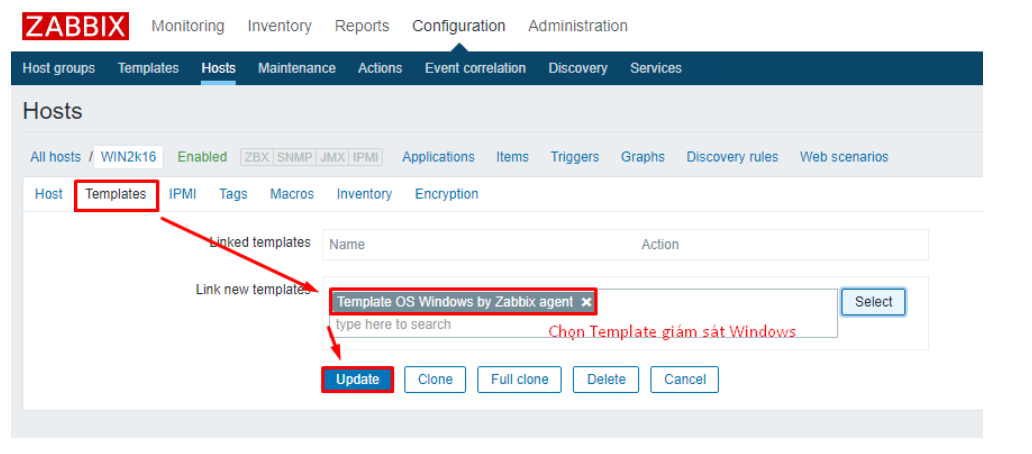 ZABBIX Monitoring Inventory Reports Configuration Administration
Host groups Templates Hosts Maintenance Actions Event correlation Discovery Services
Hosts
All hosts / WIN2k16 Enabled ZBX SNMP JMX IPMI Applications Items Triggers Graphs Discovery rules Web scenarios
Host Templates IPMI Tags Macros Inventory Encryption
Linked templates Name Action
Link new templates Template OS Windows by Zabbix agent × Select
type here to search Chọn Template giám sát Windows
Update Clone Full clone Delete Cancel